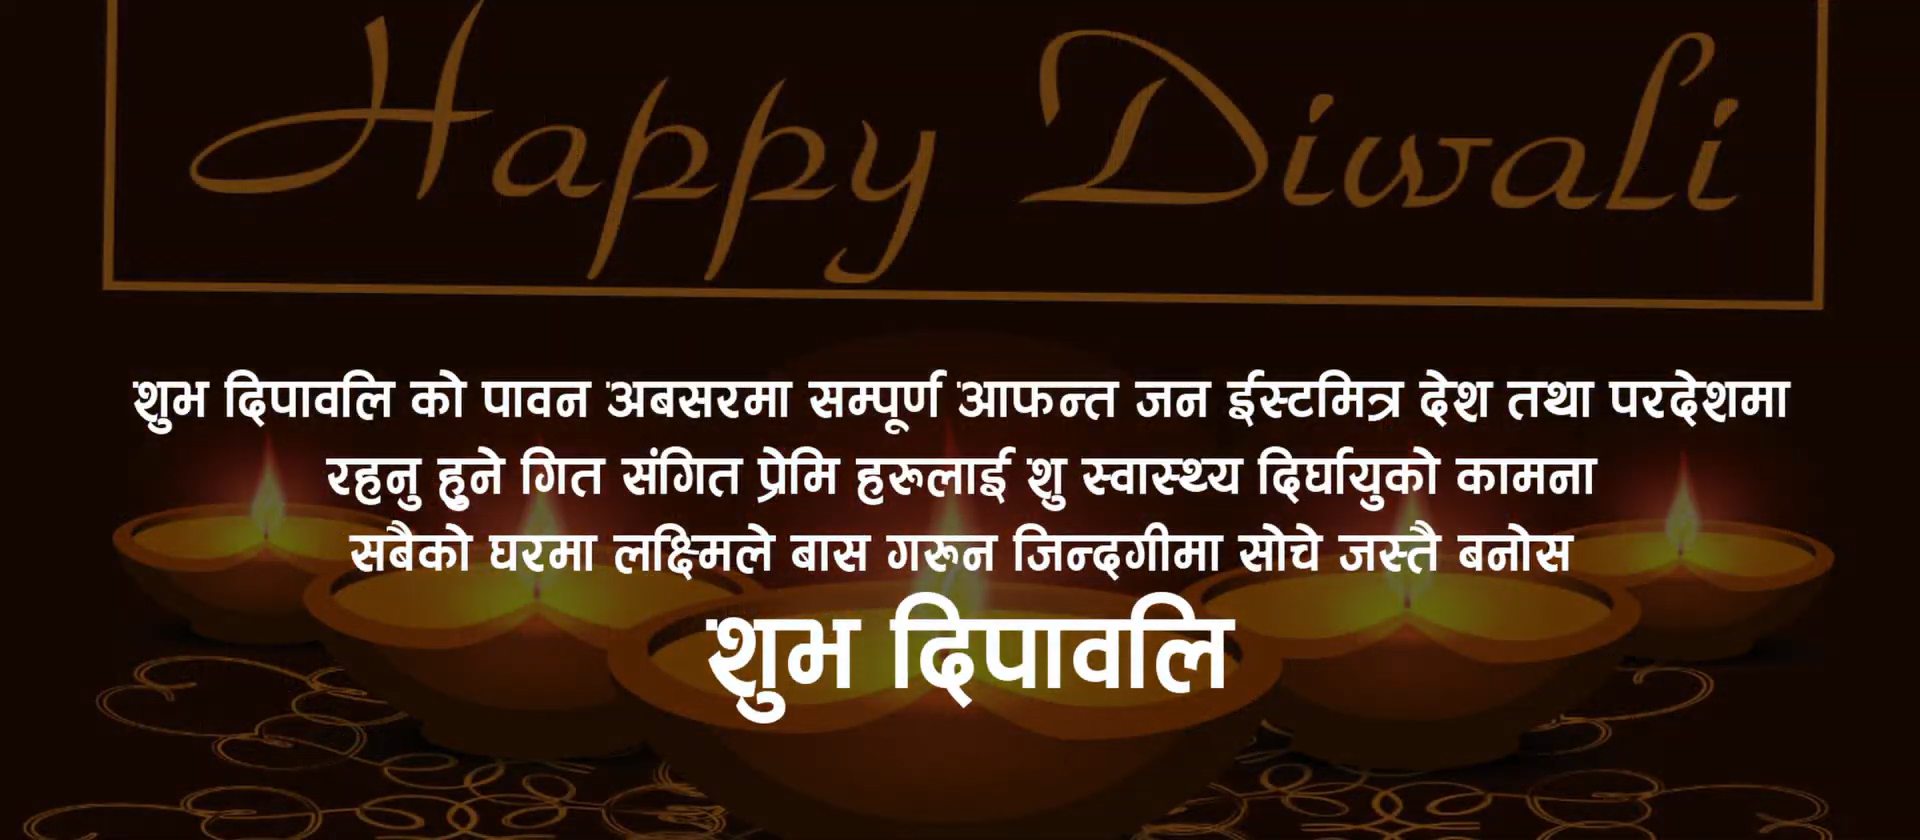 Happy Diwali
शुभ दिपावलि को पावन अबसरमा सम्पूर्ण आफन्त जन ईस्टमित्र देश तथा परदेशमा
रहनु हुने गित संगित प्रेमि हरूलाई शु स्वास्थ्य दिर्घायुको कामना
सबैको घरमा लक्ष्मिले बास गरून जिन्दगीमा सोचे जस्तै बनोस
शुभ दिपावलि